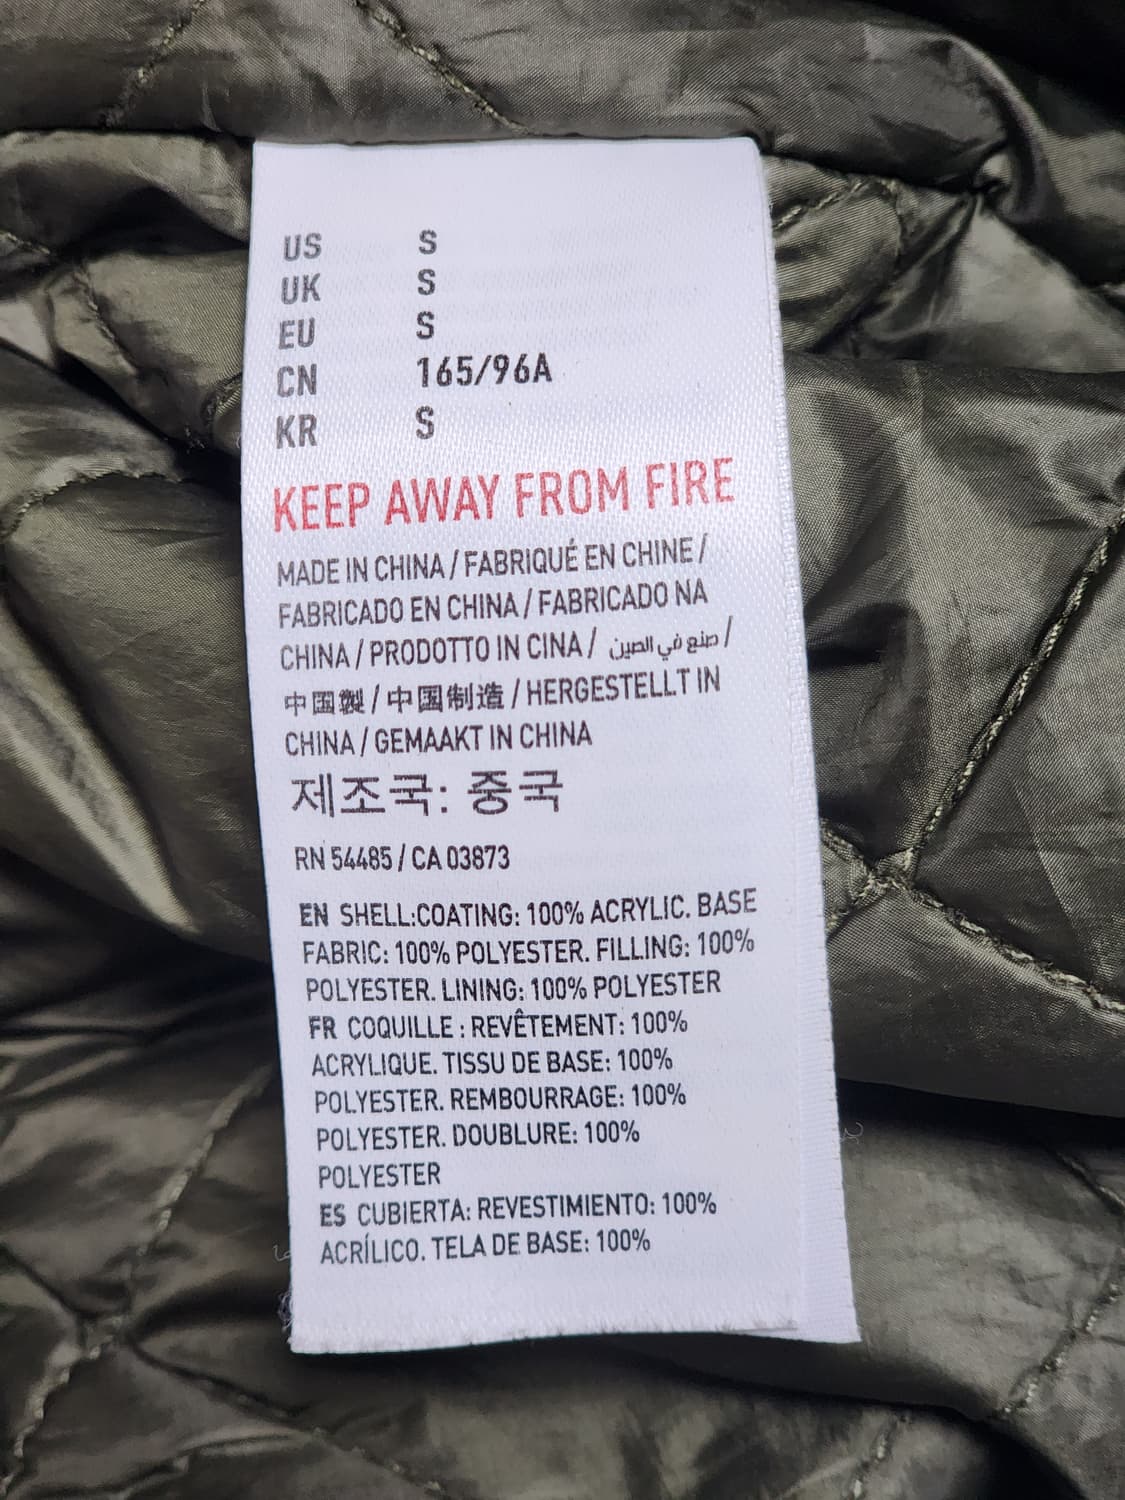 US S
UK S
EU S
CN 165/96A
KR S
KEEP AWAY FROM FIRE
MADE IN CHINA / FABRIQUÉ EN CHINE /
FABRICADO EN CHINA / FABRICADO NA
CHINA / PRODOTTO IN CINA / صنع في الصين /
中国製 / 中国制造 / HERGESTELLT IN
CHINA / GEMAAKT IN CHINA
제조국: 중국
RN 54485 / CA 03873
EN SHELL:COATING: 100% ACRYLIC. BASE
FABRIC: 100% POLYESTER. FILLING: 100%
POLYESTER. LINING: 100% POLYESTER
FR COQUILLE : REVÊTEMENT: 100%
ACRYLIQUE. TISSU DE BASE: 100%
POLYESTER. REMBOURRAGE: 100%
POLYESTER. DOUBLURE: 100%
POLYESTER
ES CUBIERTA: REVESTIMIENTO: 100%
ACRÍLICO. TELA DE BASE: 100%